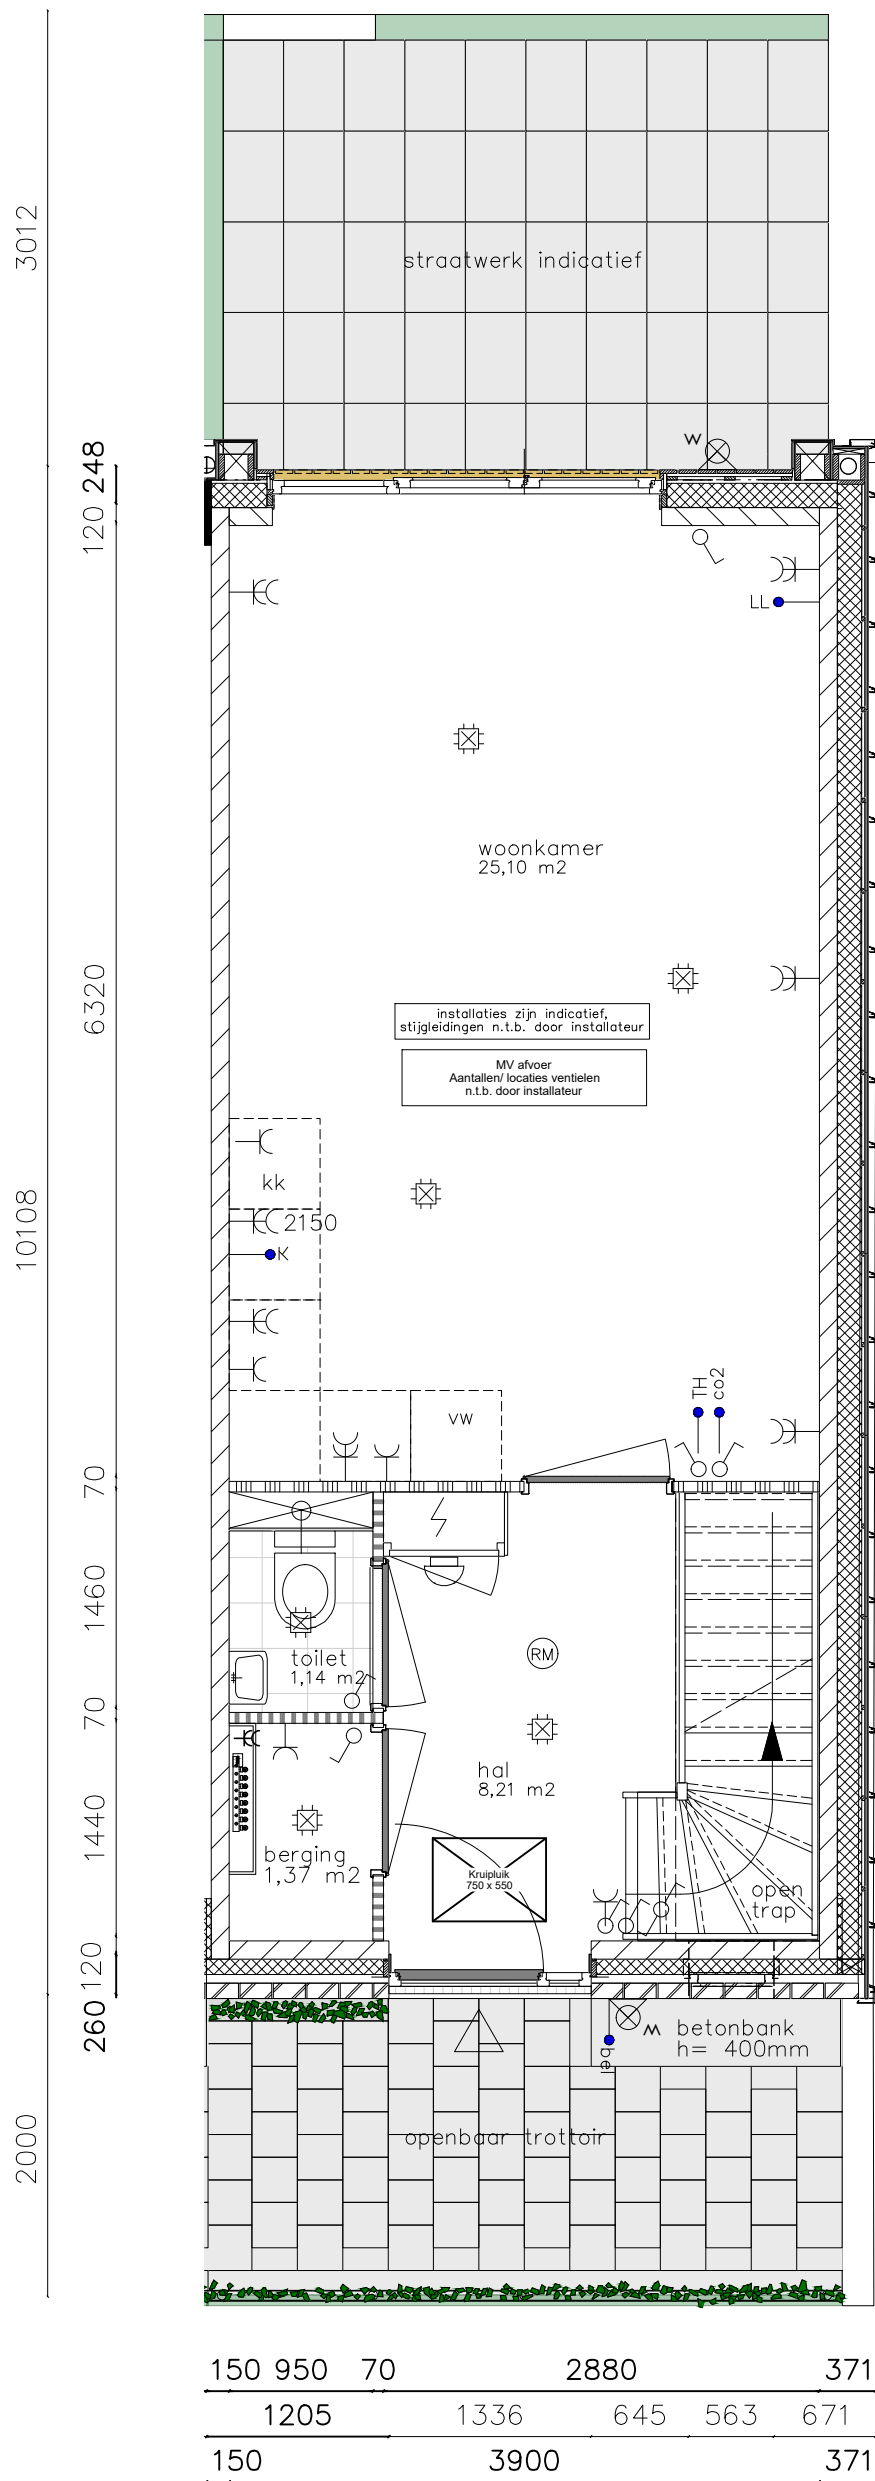 3012
straatwerk indicatief
W
120 248
LL
woonkamer
25,10 m2
6320
installaties zijn indicatief,
stijgleidingen n.t.b. door installateur
MV afvoer
Aantallen/ locaties ventielen
n.t.b. door installateur
10108
kk
2150
K
TH
co2
vw
70
1460
RM
toilet
1,14 m2
70
hal
8,21 m2
1440
berging
1,37 m2
Kruipluik
750 x 550
open
trap
120
260
bel
W
betonbank
h= 400mm
2000
openbaar trottoir
150 950 70 2880 371
1205 1336 645 563 671
150 3900 371